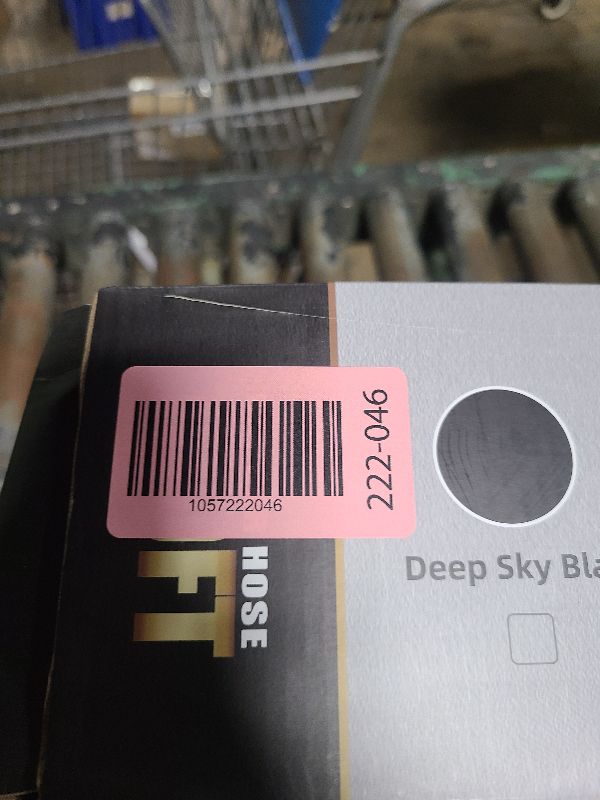 1057222046
222-046
HOSE
FT
Deep Sky Bla